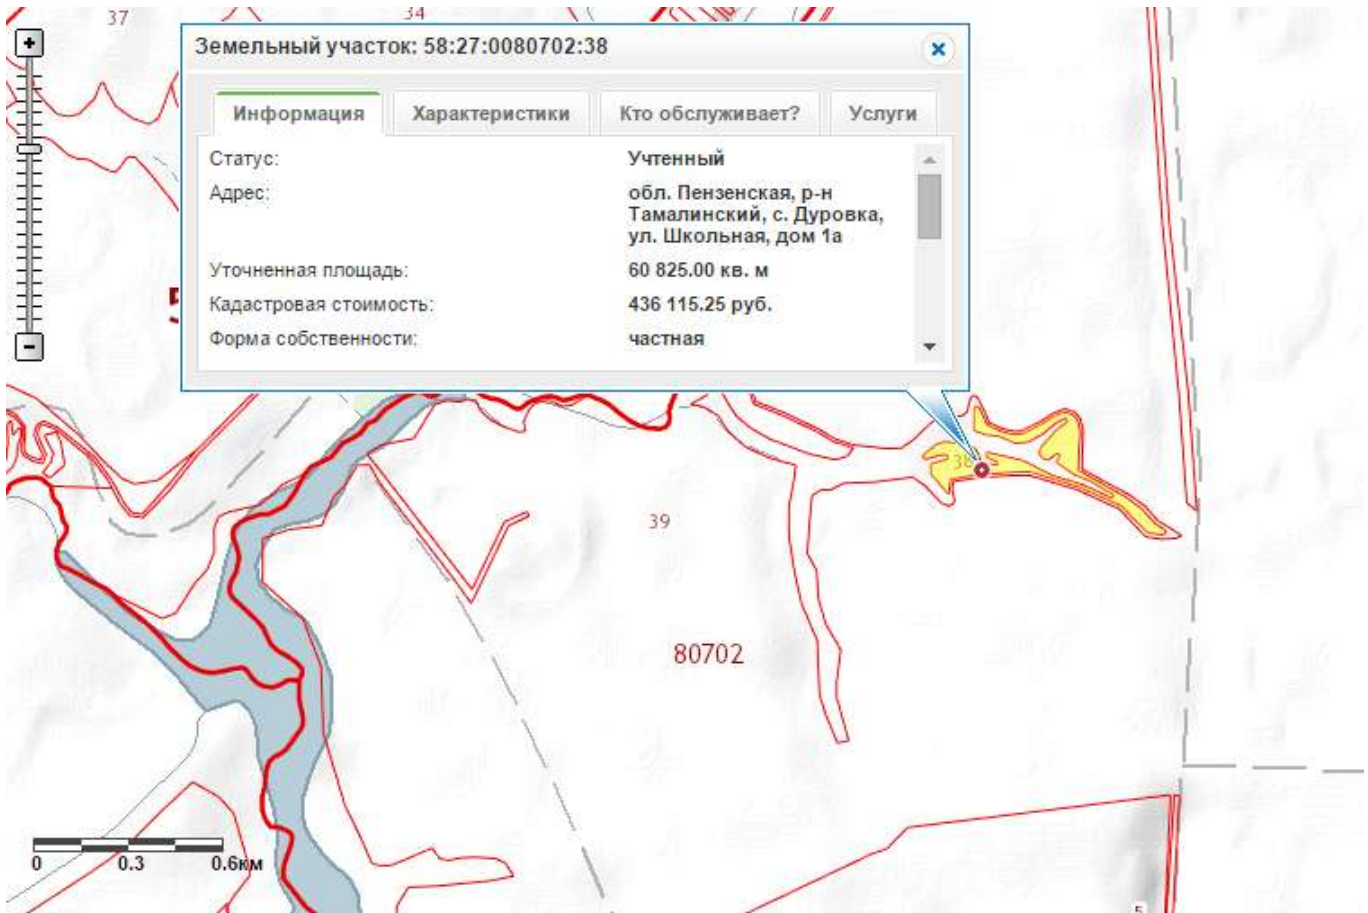 37
34
Земельный участок: 58:27:0080702:38
Информация
Характеристики
Кто обслуживает?
Услуги
Статус: Учтенный
Адрес: обл. Пензенская, р-н
Тамалинский, с. Дуровка,
ул. Школьная, дом 1а
Уточненная площадь: 60 825.00 кв. м
Кадастровая стоимость: 436 115.25 руб.
Форма собственности: частная
38
39
80702
0 0.3 0.6км
5